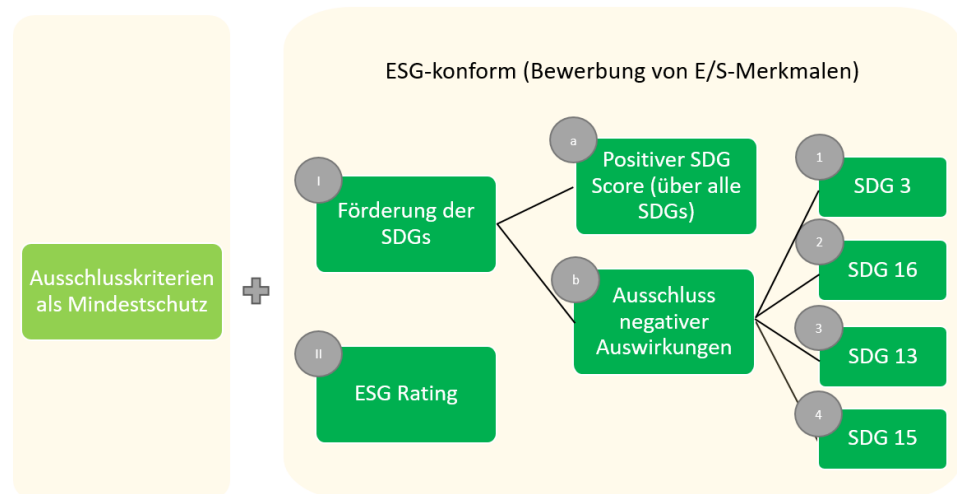 Ausschlusskriterien
als Mindestschutz
ESG-konform (Bewerbung von E/S-Merkmalen)
I
Förderung der
SDGs
a
Positiver SDG
Score (über alle
SDGs)
b
Ausschluss
negativer
Auswirkungen
1
SDG 3
2
SDG 16
3
SDG 13
4
SDG 15
II
ESG Rating